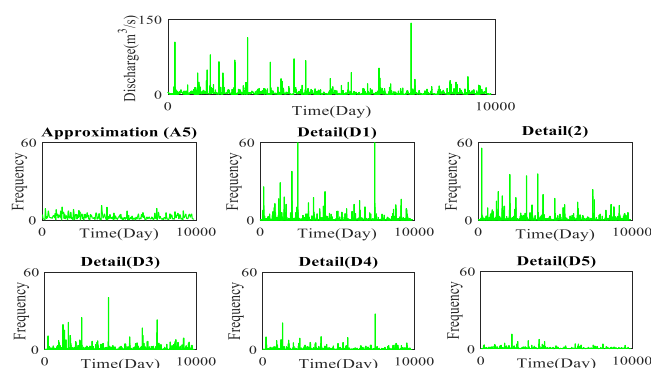 Discharge(m³/s)
150
0
0
10000
Time(Day)
Approximation (A5)
Frequency
60
0
0
10000
Time(Day)
Detail(D1)
Frequency
60
0
0
10000
Time(Day)
Detail(2)
Frequency
60
0
0
10000
Time(Day)
Detail(D3)
Frequency
60
0
0
10000
Time(Day)
Detail(D4)
Frequency
60
0
0
10000
Time(Day)
Detail(D5)
Frequency
60
0
0
10000
Time(Day)